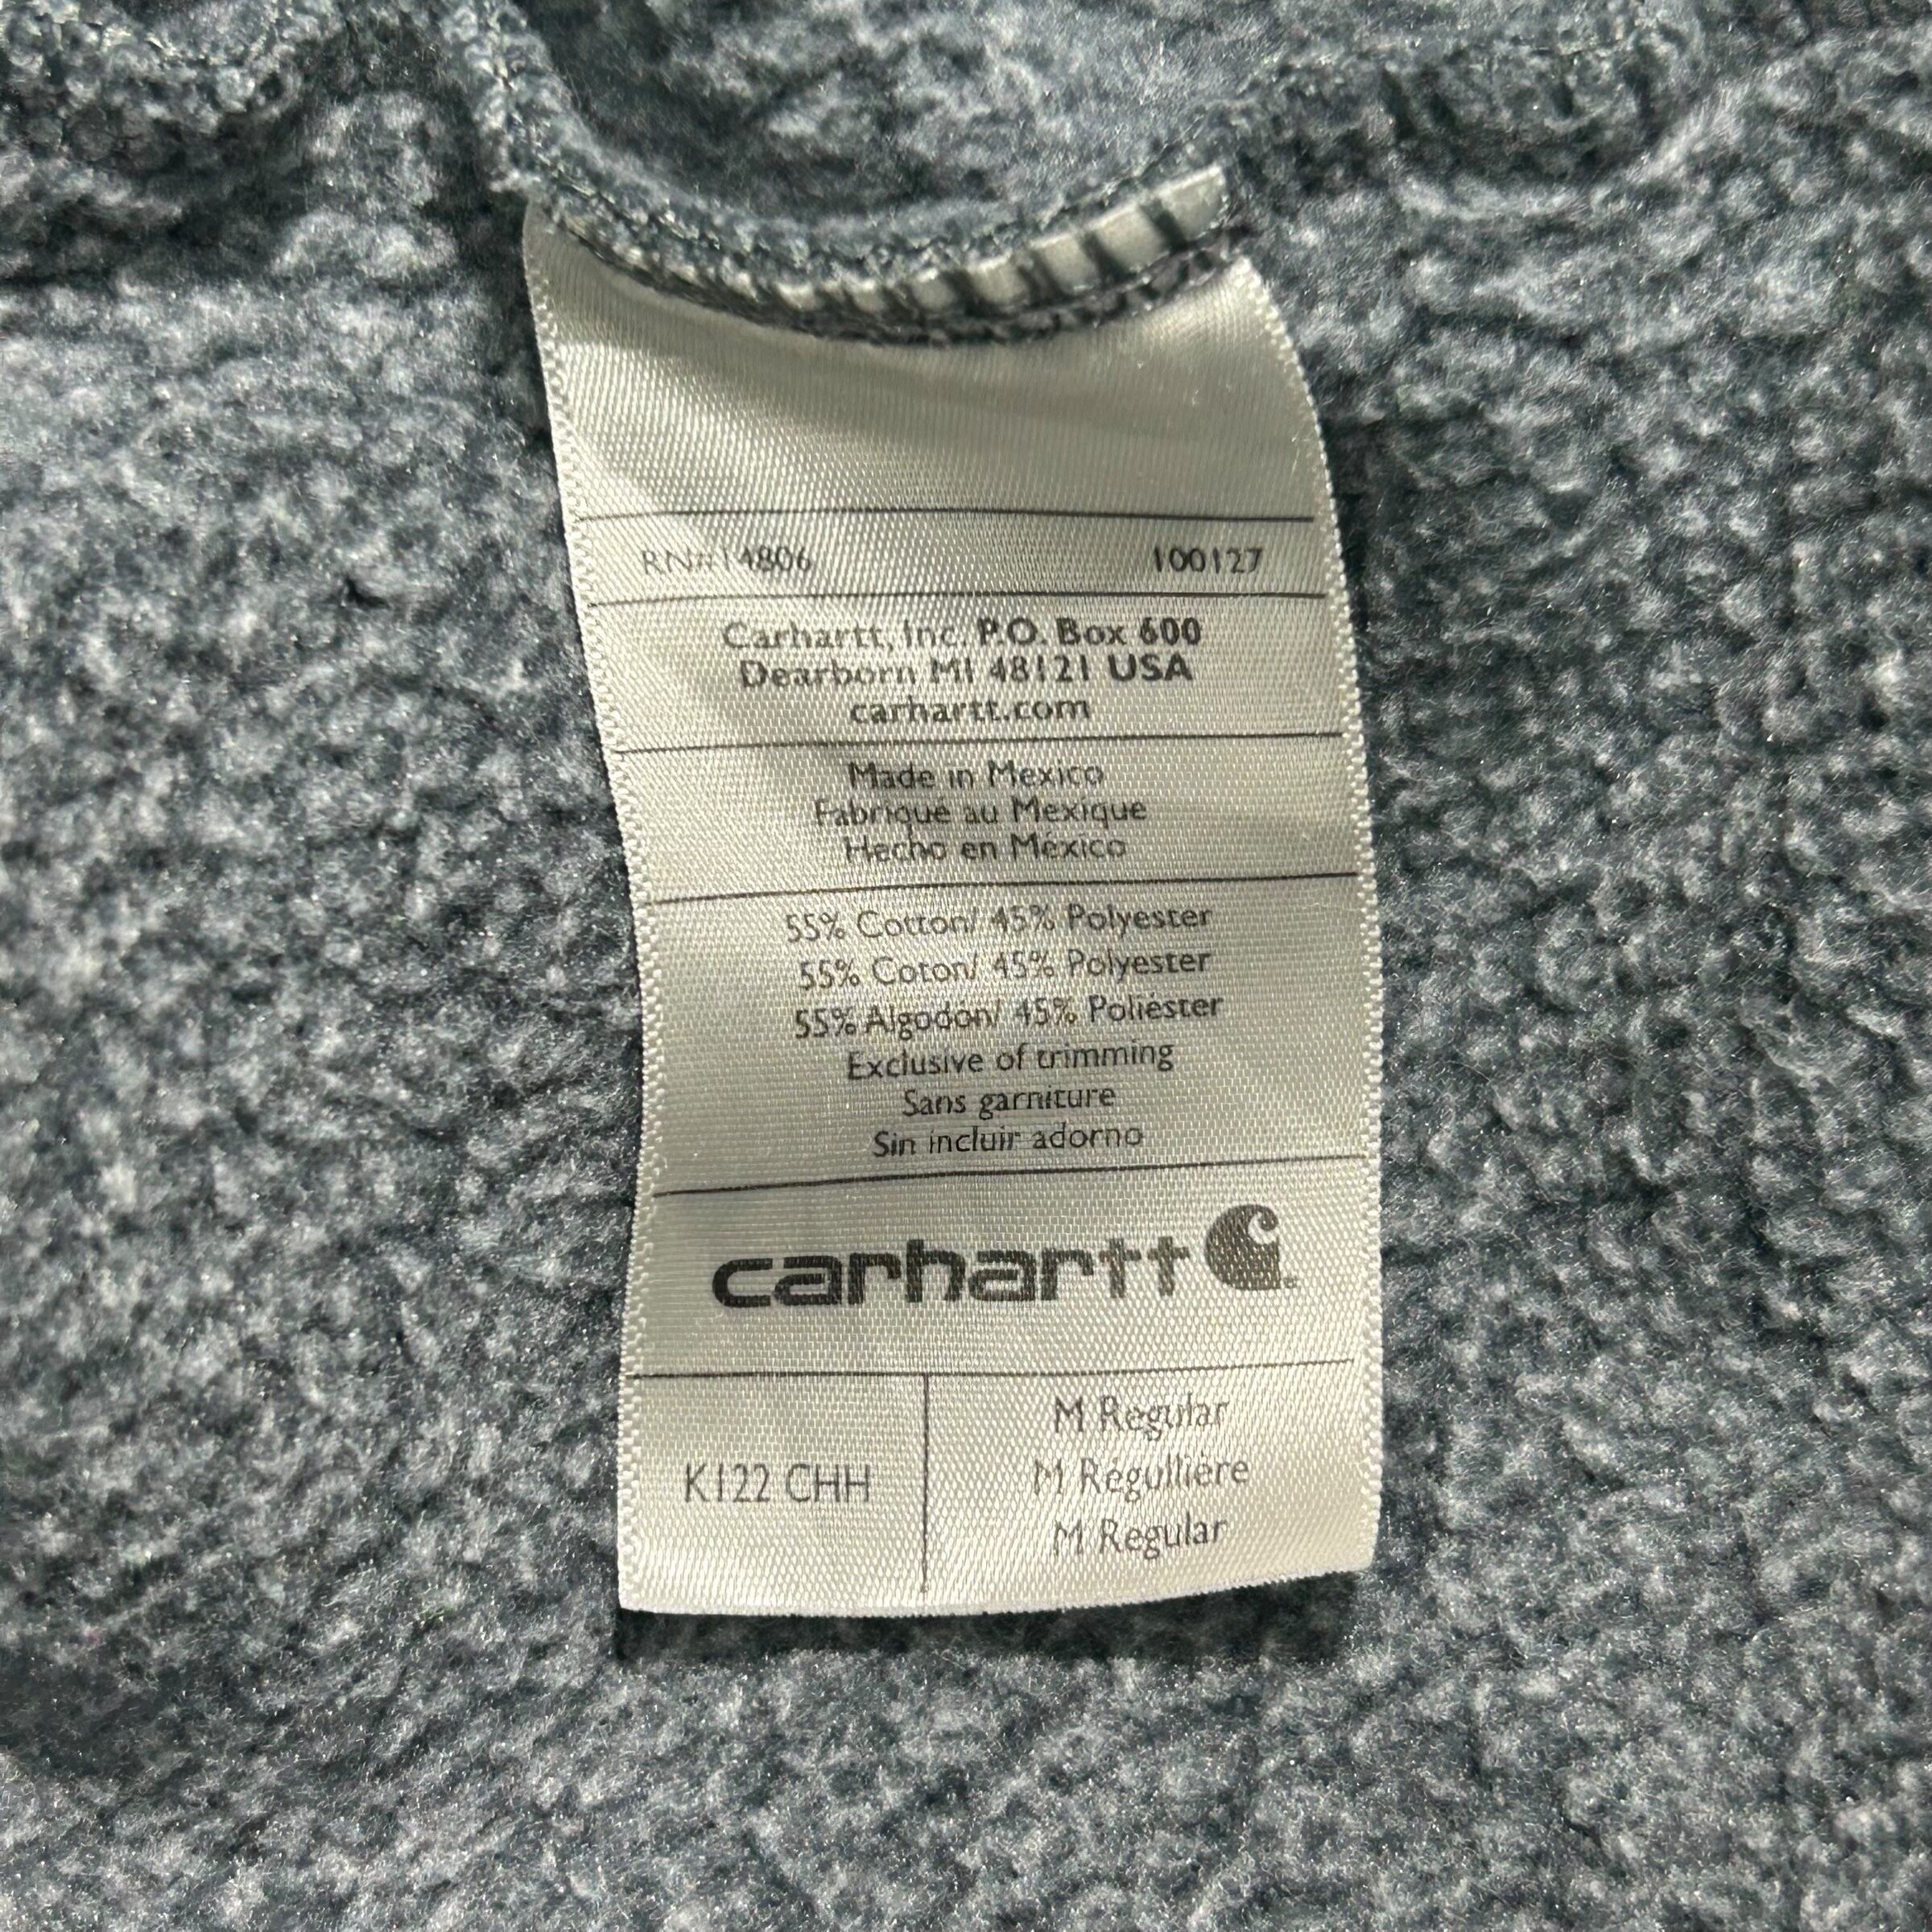 RN#14806 100127
Carhartt, Inc. P.O. Box 600
Dearborn MI 48121 USA
carhartt.com
Made in Mexico
Fabriqué au Mexique
Hecho en México
55% Cotton/ 45% Polyester
55% Coton/ 45% Polyester
55% Algodón/ 45% Poliéster
Exclusive of trimming
Sans garniture
Sin incluir adorno
carhartt
K122 CHH
M Regular
M Régullière
M Regular